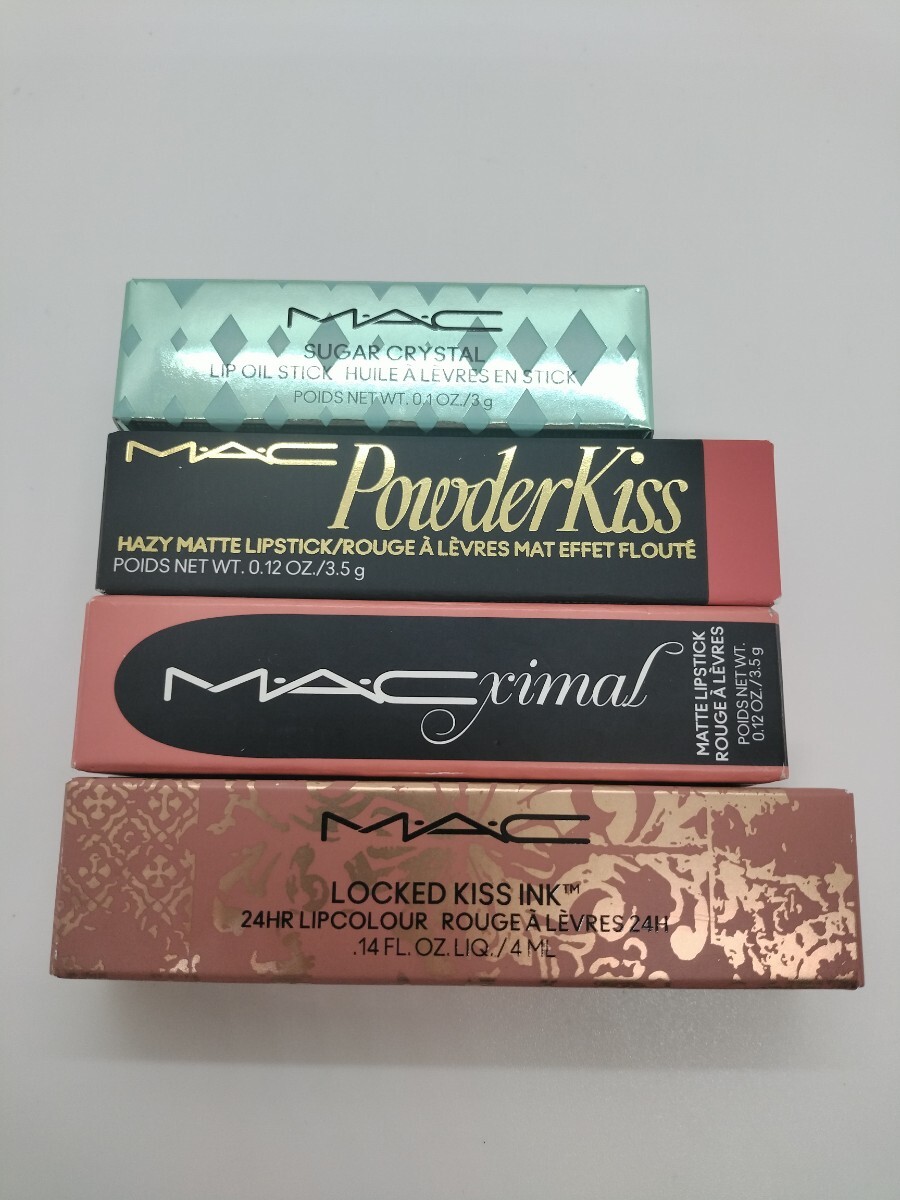 M·A·C
SUGAR CRYSTAL
LIP OIL STICK HUILE À LÈVRES EN STICK
POIDS NET WT. 0.1 OZ./3 g
M·A·C PowderKiss
HAZY MATTE LIPSTICK/ROUGE À LÈVRES MAT EFFET FLOUTÉ
POIDS NET WT. 0.12 OZ./3.5 g
M·A·Cximal
MATTE LIPSTICK
ROUGE À LÈVRES
POIDS NET WT.
0.12 OZ./3.5 g
M·A·C
LOCKED KISS INK™
24HR LIPCOLOUR ROUGE À LÈVRES 24H
.14 FL. OZ. LIQ. / 4 ML